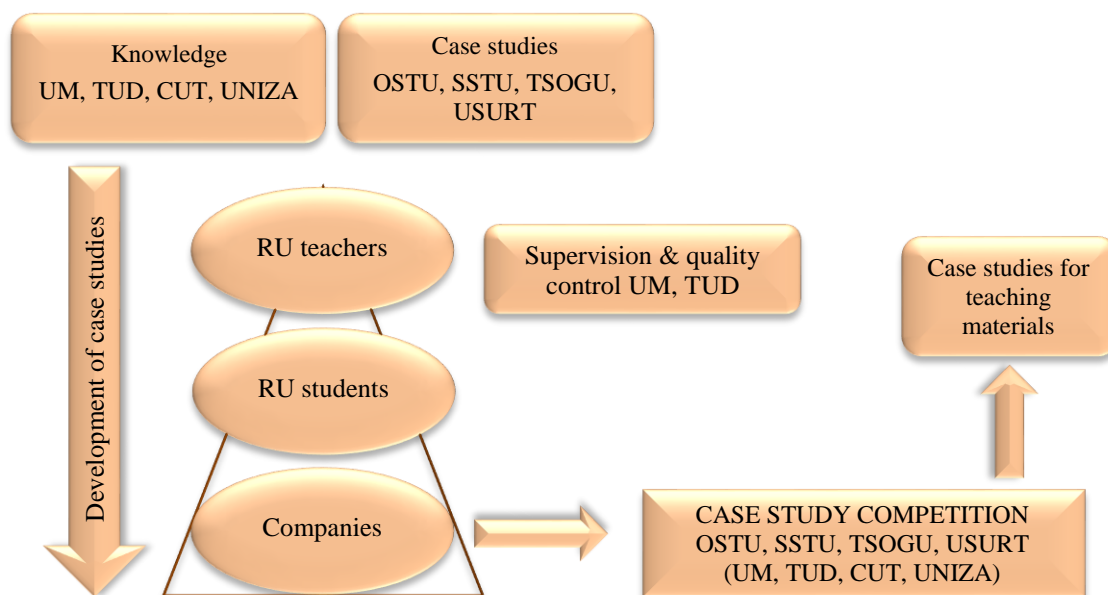 Knowledge
UM, TUD, CUT, UNIZA
Case studies
OSTU, SSTU, TSOGU,
USURT
Development of case studies
RU teachers
Supervision & quality
control UM, TUD
Case studies for
teaching
materials
RU students
Companies
CASE STUDY COMPETITION
OSTU, SSTU, TSOGU, USURT
(UM, TUD, CUT, UNIZA)